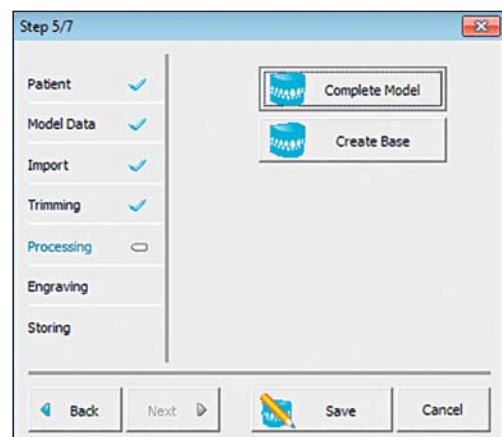 Step 5/7
Patient
Model Data
Import
Trimming
Processing
Engraving
Storing
Complete Model
Create Base
Back
Next
Save
Cancel